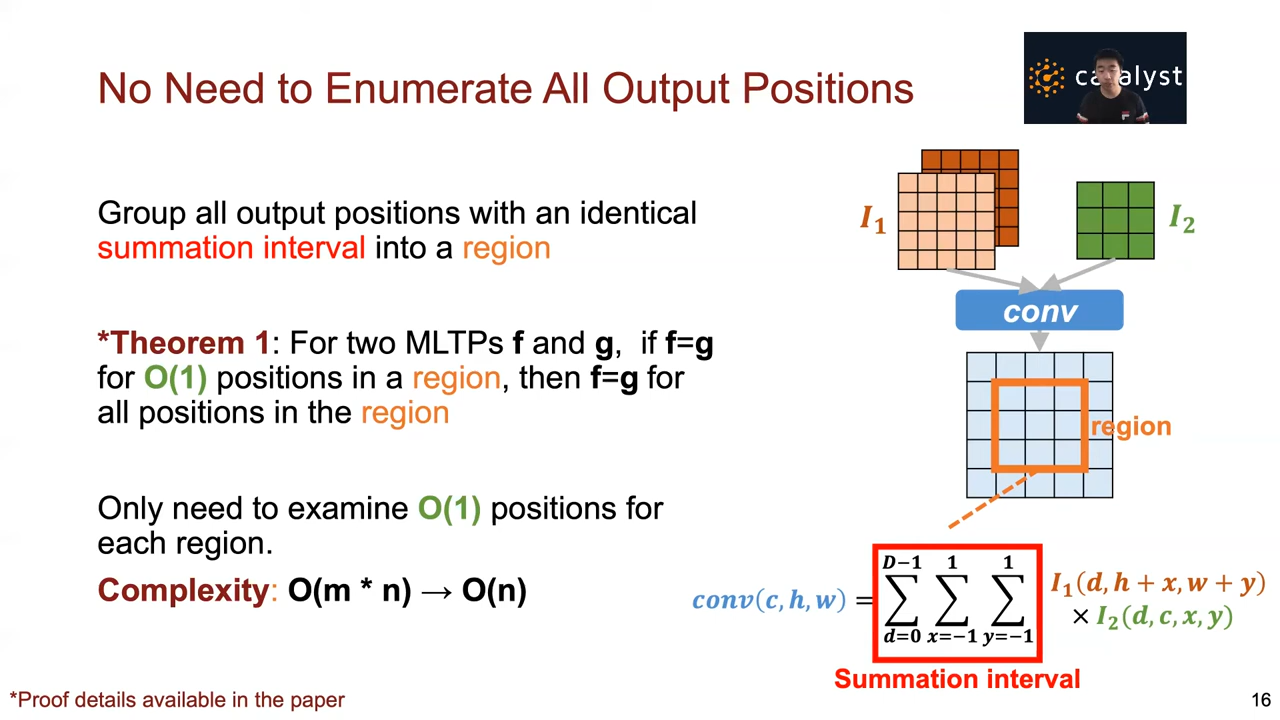 No Need to Enumerate All Output Positions
catalyst
Group all output positions with an identical
summation interval into a region
*Theorem 1: For two MLTPs f and g, if f=g
for O(1) positions in a region, then f=g for
all positions in the region
Only need to examine O(1) positions for
each region.
Complexity: O(m * n) → O(n)
I₁
I₂
conv
region
conv(c, h, w) = ∑_{d=0}^{D−1} ∑_{x=−1}^{1} ∑_{y=−1}^{1} I₁(d, h + x, w + y)
× I₂(d, c, x, y)
Summation interval
*Proof details available in the paper
16